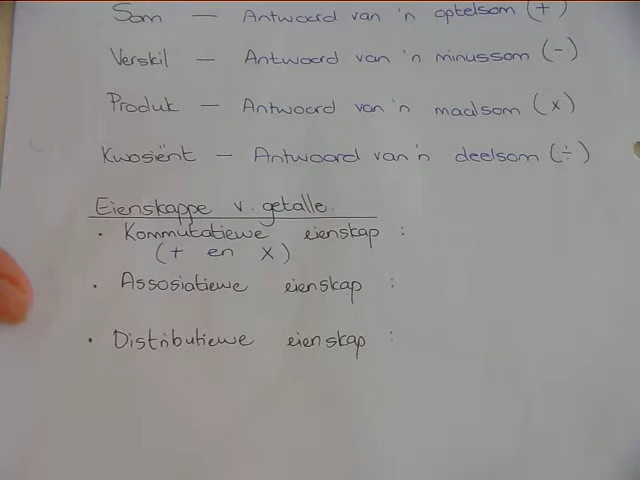 Som — Antwoord van 'n optelsom (+)
Verskil — Antwoord van 'n minussom (-)
Produk — Antwoord van 'n maalsom (x)
Kwosiënt — Antwoord van 'n deelsom (÷)
Eienskappe v. getalle.
• Kommutatiewe eienskap :
(+ en x)
• Assosiatiewe eienskap :
• Distributiewe eienskap :